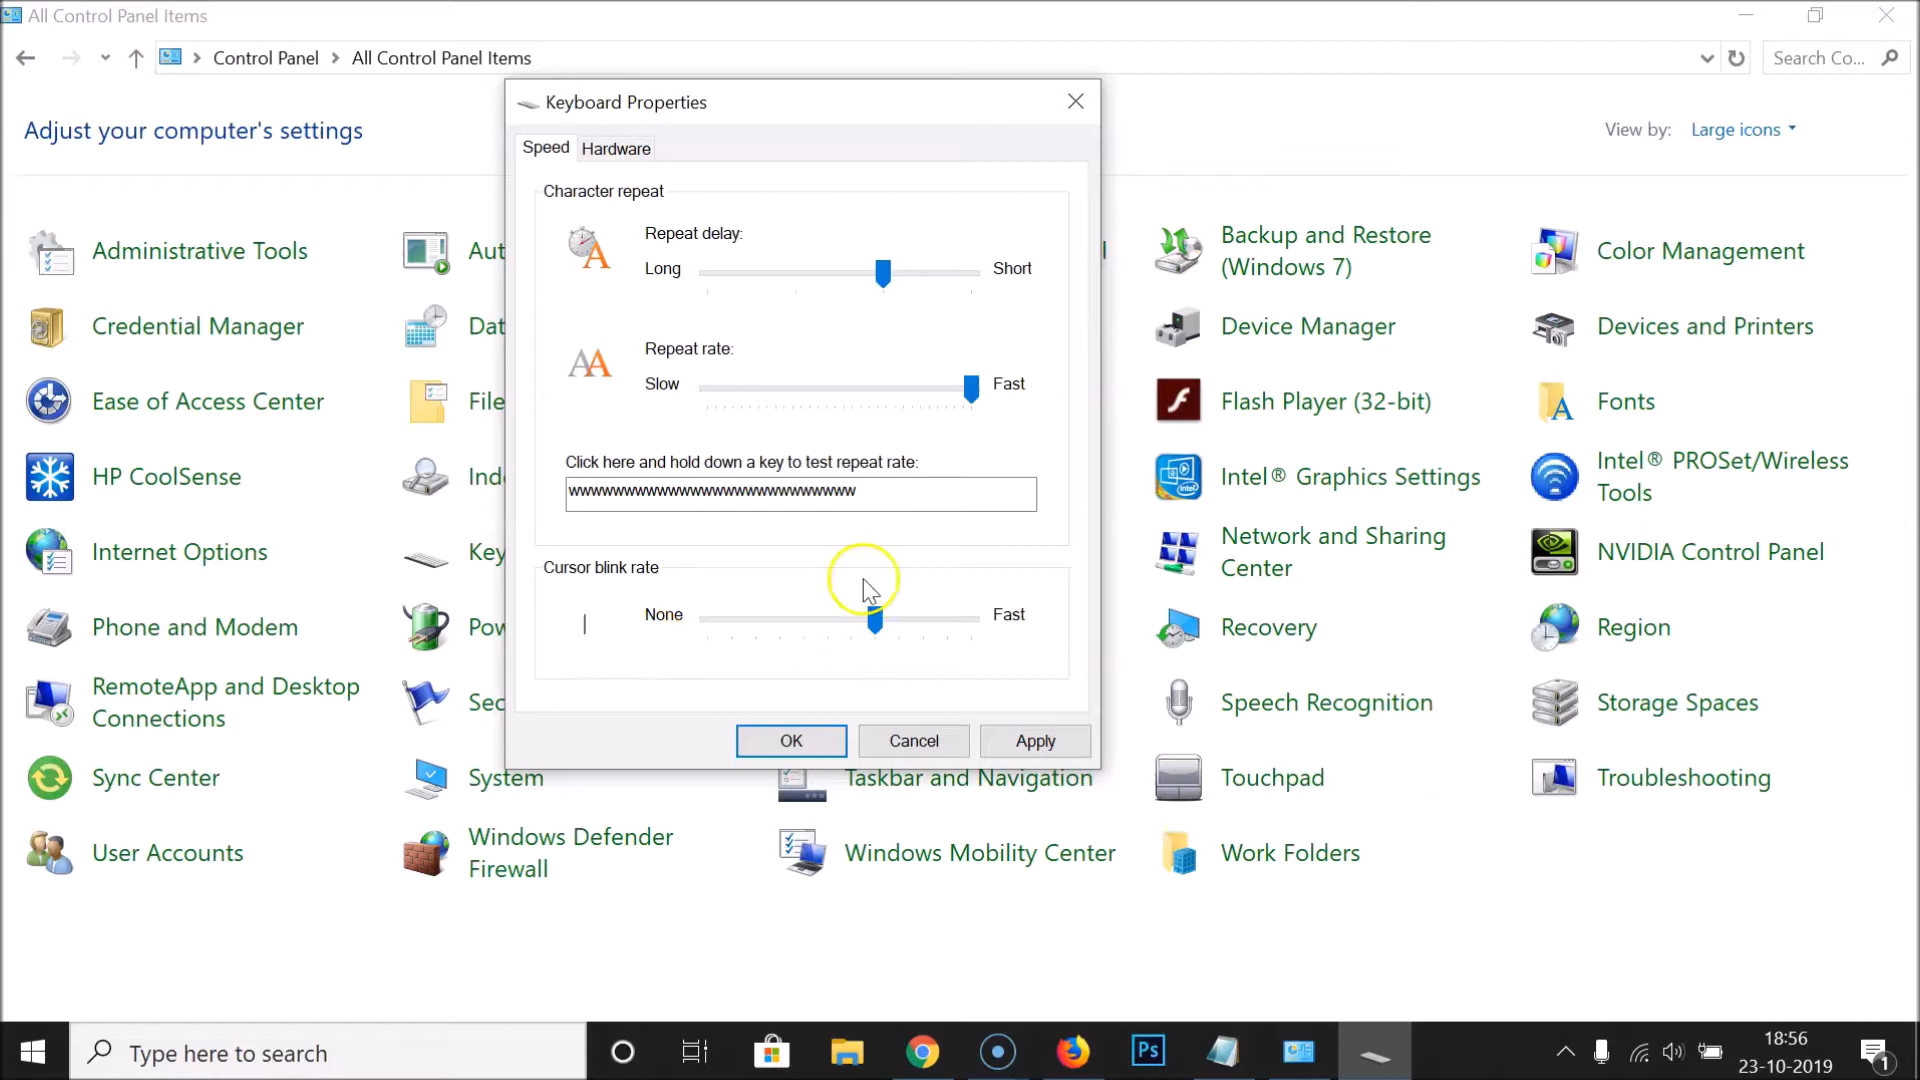 All Control Panel Items
Control Panel > All Control Panel Items
Search Co...
Adjust your computer's settings
View by: Large icons
Keyboard Properties
Speed
Hardware
Character repeat
Repeat delay:
Long
Short
Repeat rate:
Slow
Fast
Click here and hold down a key to test repeat rate:
wwwwwwwwwwwwwwwwwwwwwwwwww
Cursor blink rate
None
Fast
OK
Cancel
Apply
Administrative Tools
Aut
Backup and Restore
(Windows 7)
Color Management
Credential Manager
Dat
Device Manager
Devices and Printers
Ease of Access Center
File
Flash Player (32-bit)
Fonts
HP CoolSense
Ind
Intel® Graphics Settings
Intel® PROSet/Wireless
Tools
Internet Options
Key
Network and Sharing
Center
NVIDIA Control Panel
Phone and Modem
Pow
Recovery
Region
RemoteApp and Desktop
Connections
Sec
Speech Recognition
Storage Spaces
Sync Center
System
Taskbar and Navigation
Touchpad
Troubleshooting
User Accounts
Windows Defender
Firewall
Windows Mobility Center
Work Folders
Type here to search
Ps
18:56
23-10-2019
1